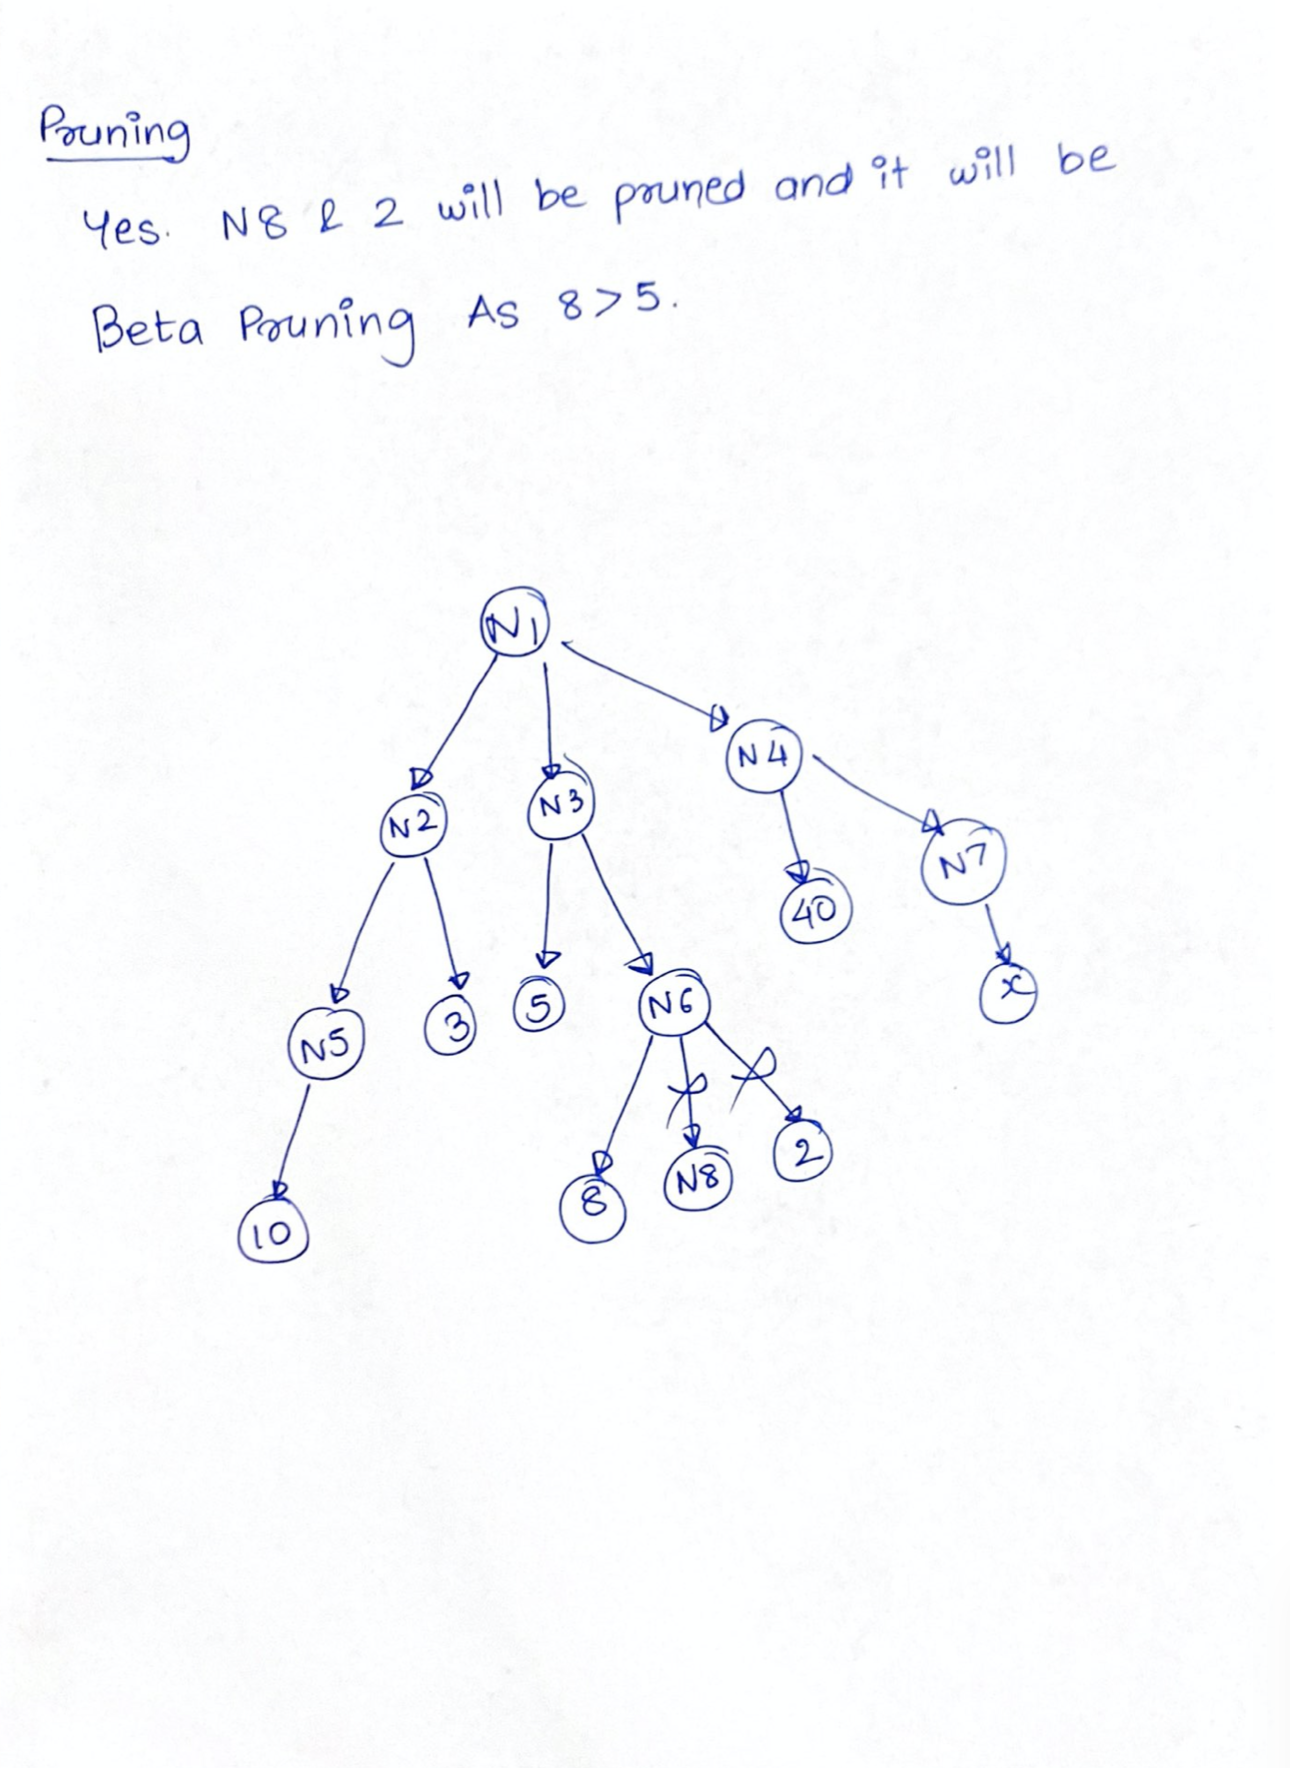 Pruning
Yes. N8 & 2 will be pruned and it will be
Beta Pruning As 8>5.
N1
N4
N2
N3
N7
40
N5
3
5
N6
x
10
8
N8
2